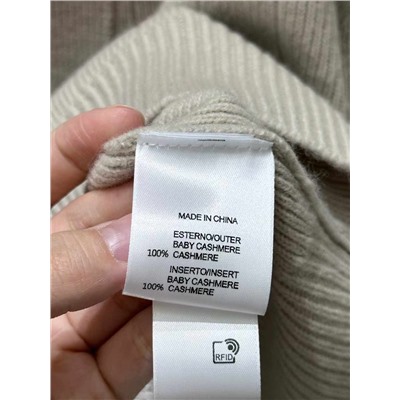 MADE IN CHINA
ESTERNO/OUTER
BABY CASHMERE
100% CASHMERE
INSERTO/INSERT
BABY CASHMERE
100% CASHMERE
RFID